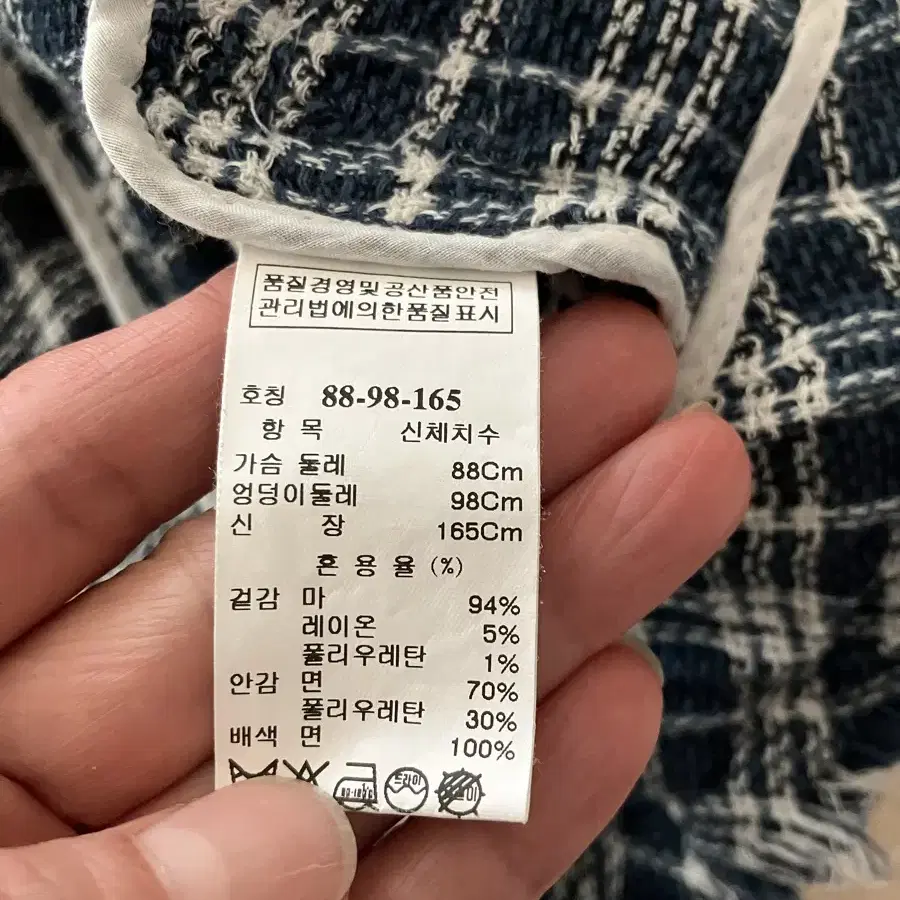 품질경영및공산품안전
관리법에의한품질표시
호칭 88-98-165
항 목 신체치수
가슴 둘레 88Cm
엉덩이둘레 98Cm
신 장 165Cm
혼 용 율 (%)
겉감 마 94%
레이온 5%
폴리우레탄 1%
안감 면 70%
폴리우레탄 30%
배색 면 100%
드라이